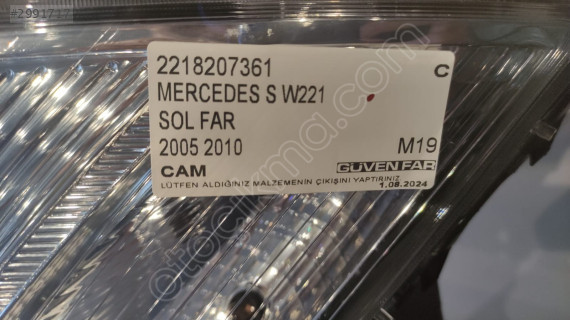 2218207361 C
MERCEDES S W221
SOL FAR
2005 2010 M19
CAM GÜVEN FAR
LÜTFEN ALDIĞINIZ MALZEMENİN ÇIKIŞINI YAPTIRINIZ
1.08.2024
otocikma.com